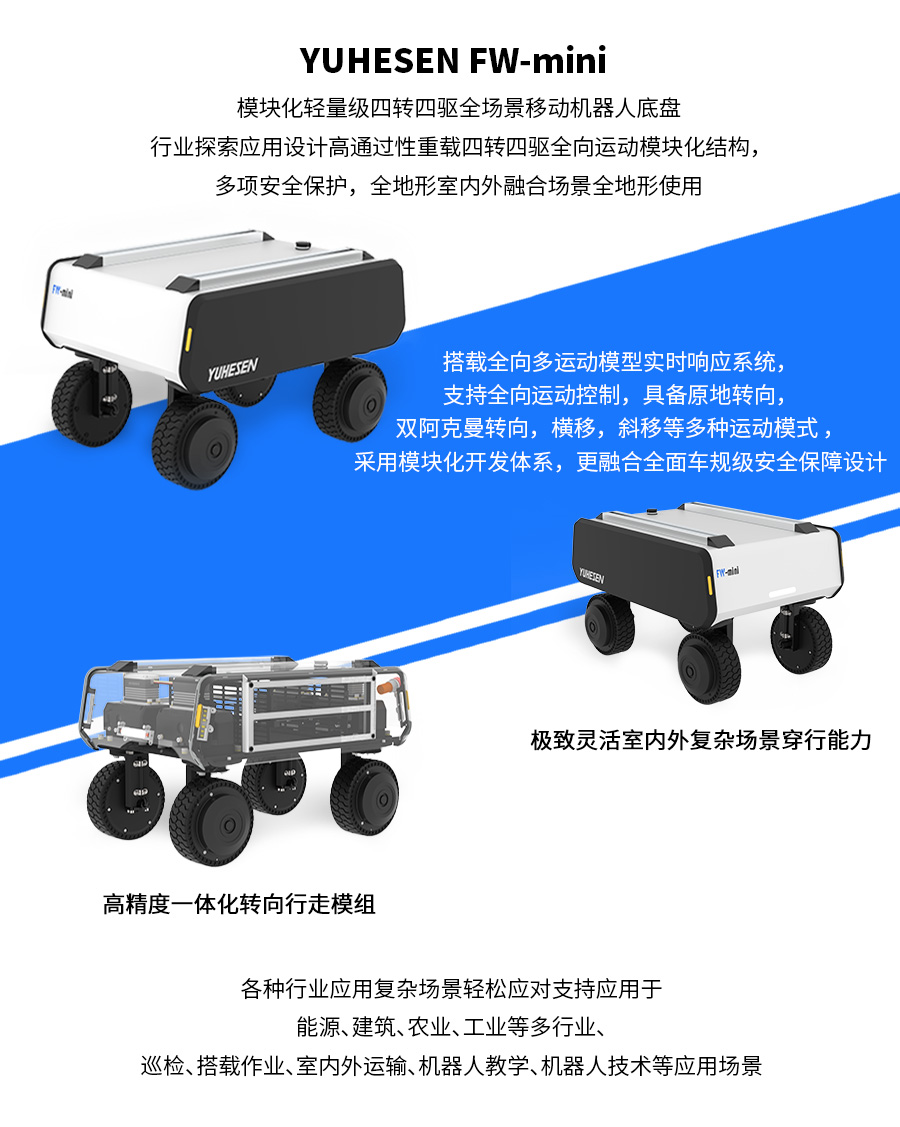 YUHESEN FW-mini
模块化轻量级四转四驱全场景移动机器人底盘
行业探索应用设计高通过性重载四转四驱全向运动模块化结构，
多项安全保护，全地形室内外融合场景全地形使用
FW-mini
YUHESEN
搭载全向多运动模型实时响应系统，
支持全向运动控制，具备原地转向，
双阿克曼转向，横移，斜移等多种运动模式，
采用模块化开发体系，更融合全面车规级安全保障设计
YUHESEN
FW-mini
极致灵活室内外复杂场景穿行能力
高精度一体化转向行走模组
各种行业应用复杂场景轻松应对支持应用于
能源、建筑、农业、工业等多行业、
巡检、搭载作业、室内外运输、机器人教学、机器人技术等应用场景